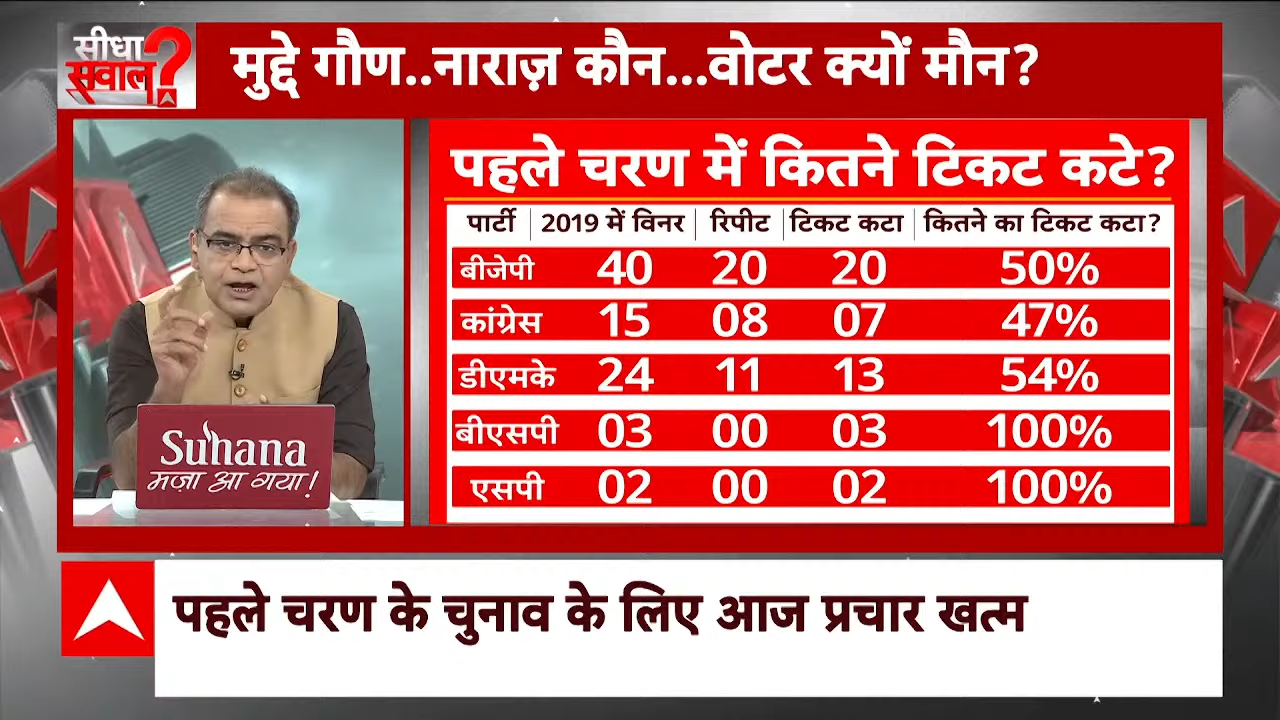 सीधा
सवाल?
मुद्दे गौण..नाराज़ कौन...वोटर क्यों मौन?
पहले चरण में कितने टिकट कटे?
पार्टी 2019 में विनर रिपीट टिकट कटा कितने का टिकट कटा?
बीजेपी 40 20 20 50%
कांग्रेस 15 08 07 47%
डीएमके 24 11 13 54%
बीएसपी 03 00 03 100%
एसपी 02 00 02 100%
Suhana
मज़ा आ गया!
पहले चरण के चुनाव के लिए आज प्रचार खत्म